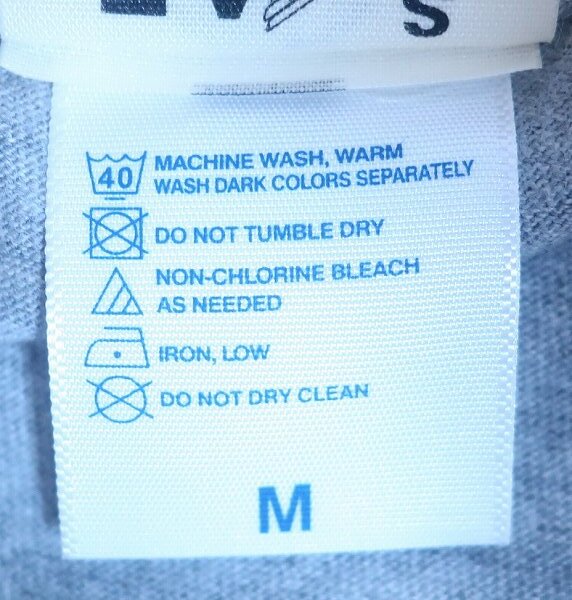 S
40 MACHINE WASH, WARM
WASH DARK COLORS SEPARATELY
DO NOT TUMBLE DRY
NON-CHLORINE BLEACH
AS NEEDED
IRON, LOW
DO NOT DRY CLEAN
M